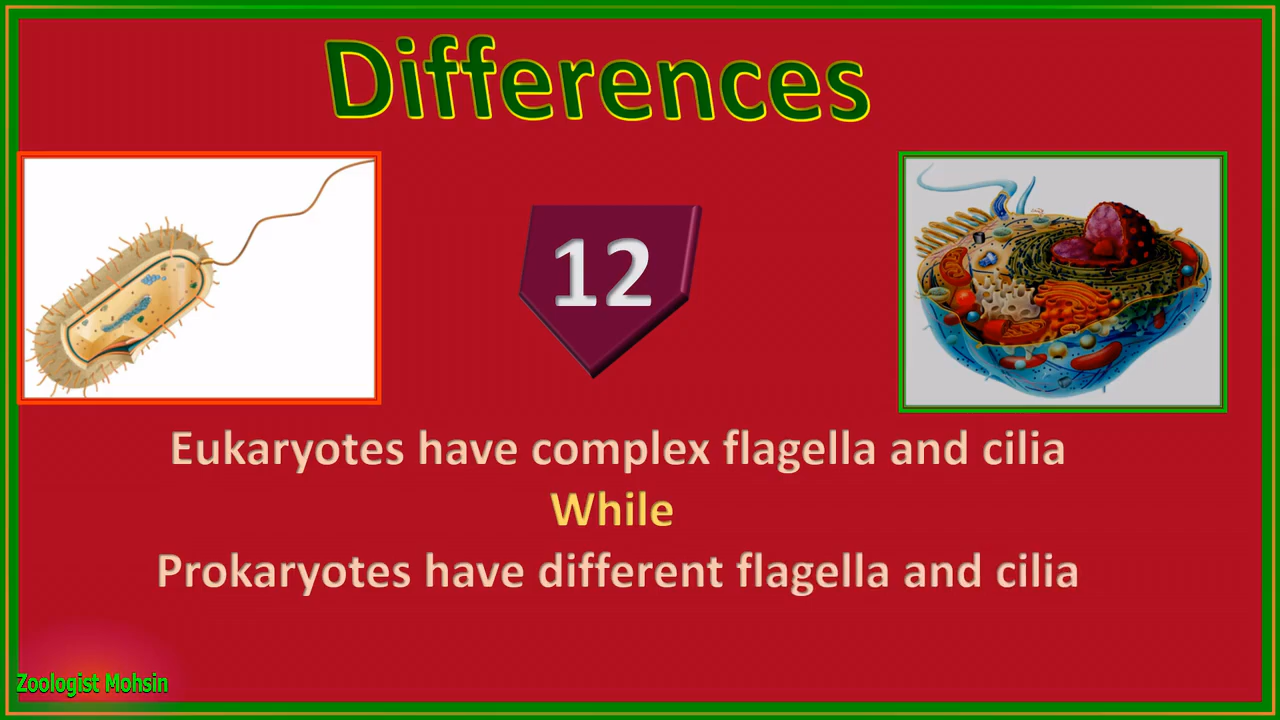 Differences
12
Eukaryotes have complex flagella and cilia
While
Prokaryotes have different flagella and cilia
Zoologist Mohsin